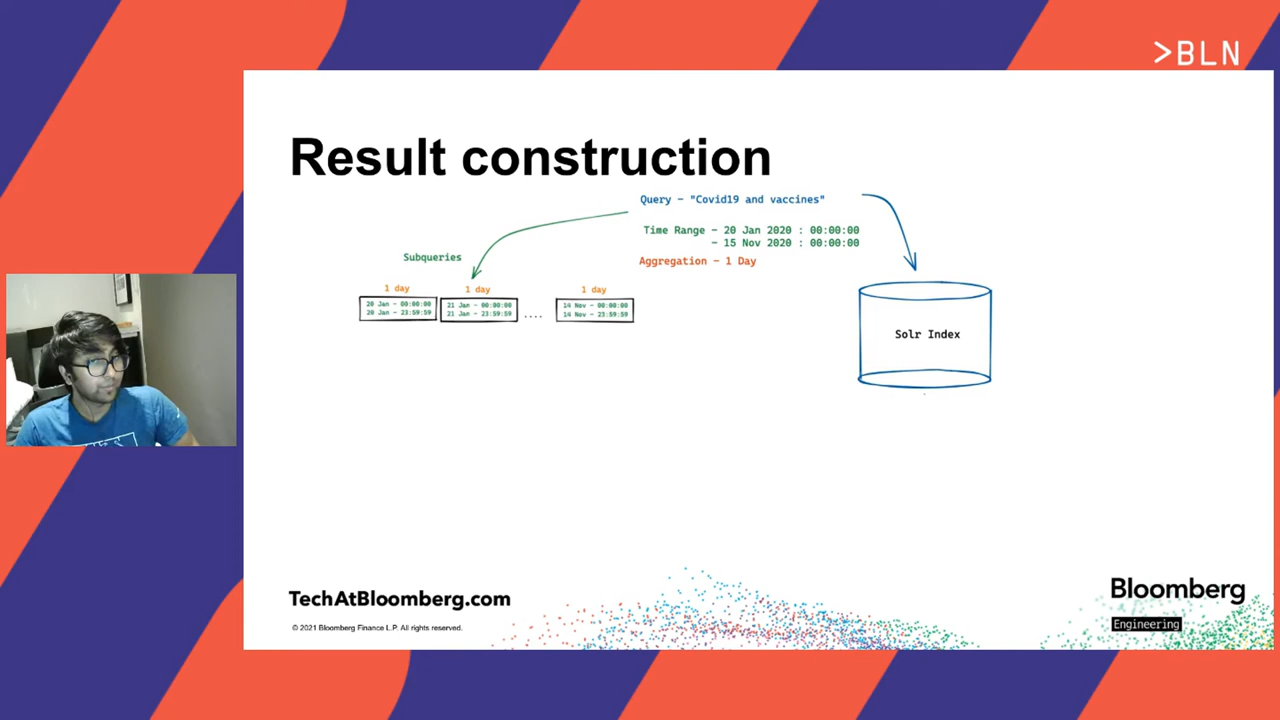 >BLN
Result construction
Query - "Covid19 and vaccines"
Time Range - 20 Jan 2020 : 00:00:00
- 15 Nov 2020 : 00:00:00
Aggregation - 1 Day
Subqueries
1 day
1 day
1 day
20 Jan - 00:00:00
20 Jan - 23:59:59
21 Jan - 00:00:00
21 Jan - 23:59:59
....
14 Nov - 00:00:00
14 Nov - 23:59:59
Solr Index
TechAtBloomberg.com
© 2021 Bloomberg Finance L.P. All rights reserved.
Bloomberg
Engineering